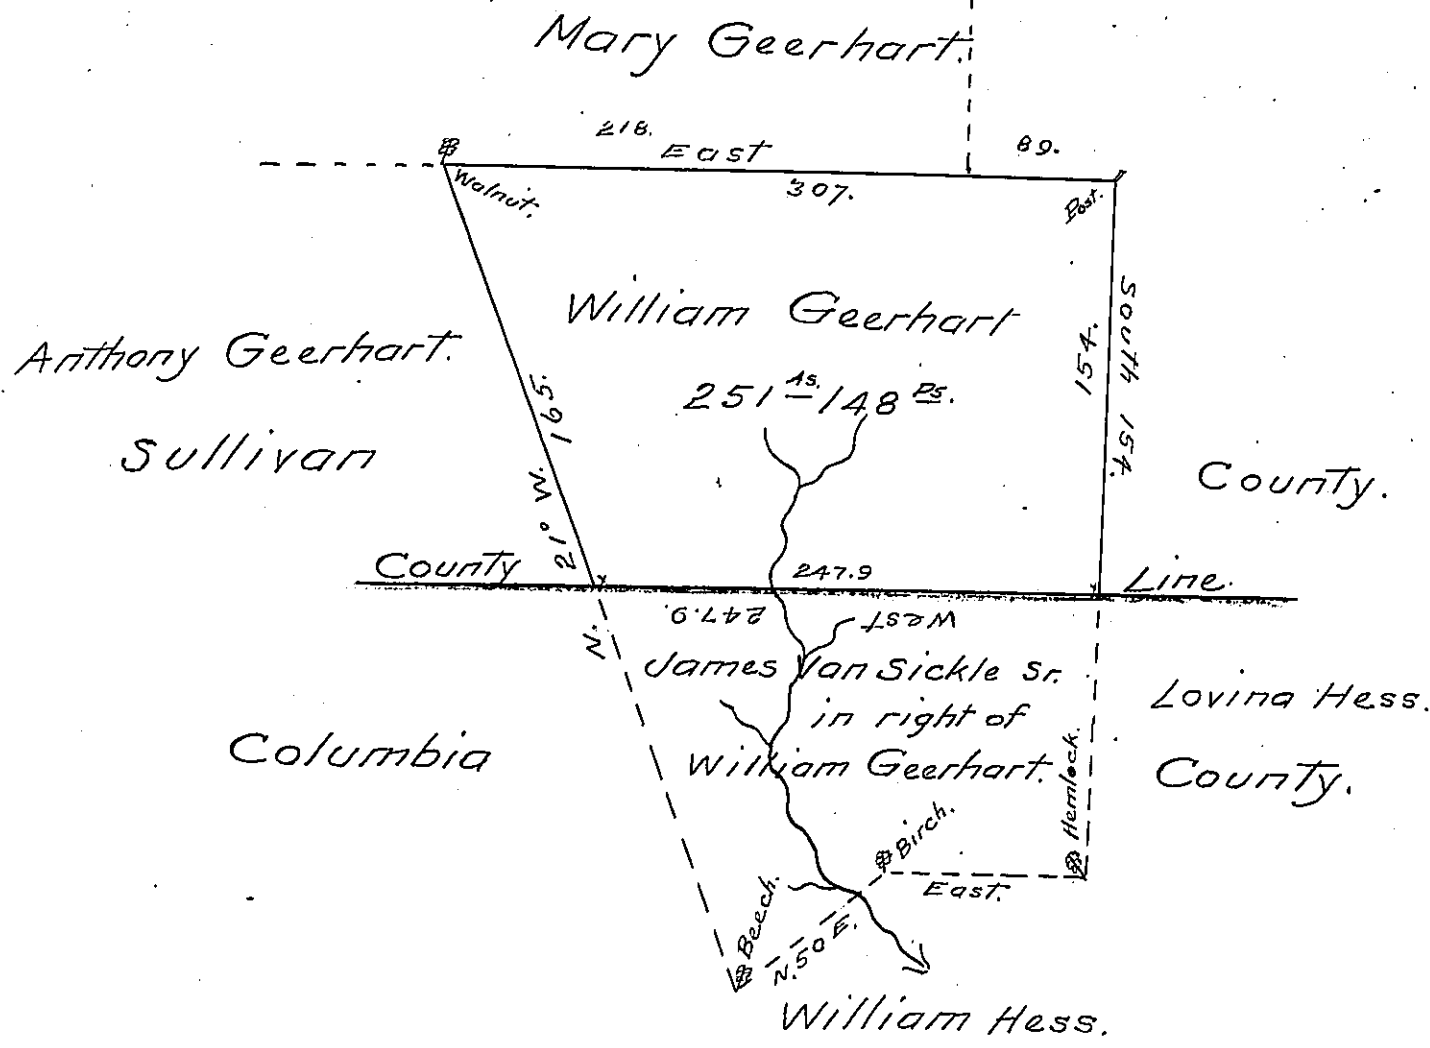 Mary Geerhart.
218.
East
89.
307.
Walnut.
Post.
William Geerhart
251 As. 148 Ps.
Anthony Geerhart.
Sullivan
County.
N. 21° W. 165.
154.
South 154.
County
247.9
Line.
247.9.
West
James Van Sickle Sr.
in right of
William Geerhart.
Lovina Hess.
Columbia
County.
Hemlock.
Birch.
East.
Beech.
N. 50 E.
William Hess.